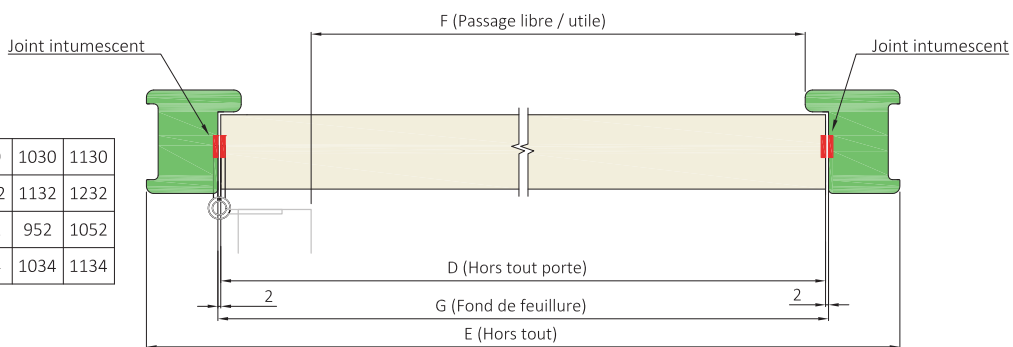 F (Passage libre / utile)
Joint intumescent
Joint intumescent
1030 1130
2 1132 1232
952 1052
1034 1134
D (Hors tout porte)
2
2
G (Fond de feuillure)
E (Hors tout)